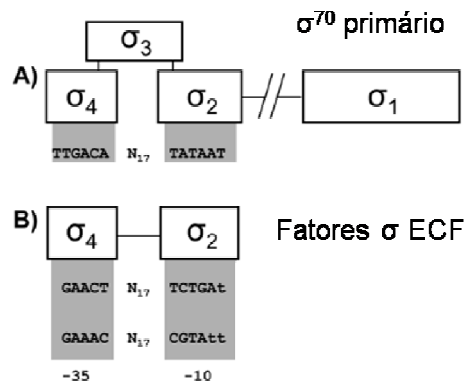 σ70 primário
σ3
A)
σ4 σ2 σ1
TTGACA N17 TATAAT
B)
σ4 σ2 Fatores σ ECF
GAACT N17 TCTGAt
GAAAC N17 CGTAtt
-35 -10